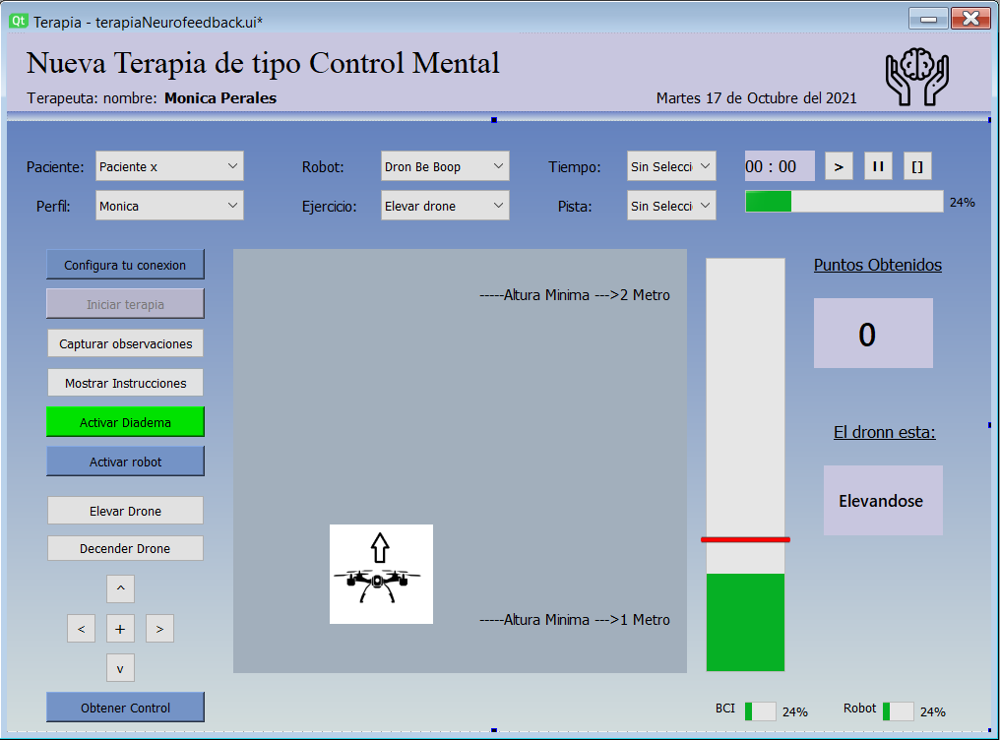 Qt Terapia - terapiaNeurofeedback.ui*
Nueva Terapia de tipo Control Mental
Terapeuta: nombre: Monica Perales
Martes 17 de Octubre del 2021
Paciente: Paciente x Robot: Dron Be Boop Tiempo: Sin Selecci 00 : 00 > II []
Perfil: Monica Ejercicio: Elevar drone Pista: Sin Selecci 24%
Configura tu conexion
Iniciar terapia
Capturar observaciones
Mostrar Instrucciones
Activar Diadema
Activar robot
Elevar Drone
Decender Drone
^
< + >
v
Obtener Control
-----Altura Minima --->2 Metro
-----Altura Minima --->1 Metro
Puntos Obtenidos
0
El dronn esta:
Elevandose
BCI 24% Robot 24%